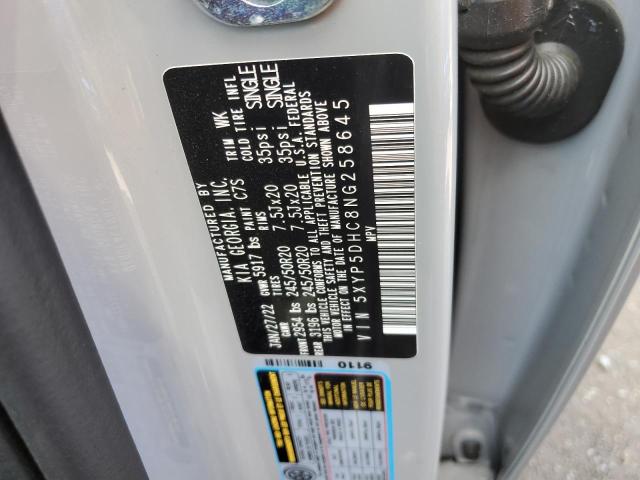 MANUFACTURED BY
KIA GEORGIA, INC.
JAN/27/22 GVWR 5917 lbs PAINT C7S TRIM WK
GAWR TIRES RIMS COLD TIRE INFL
FRONT 2954 lbs 245/50R20 7.5Jx20 35psi SINGLE
REAR 3196 lbs 245/50R20 7.5Jx20 35psi SINGLE
THIS VEHICLE CONFORMS TO ALL APPLICABLE U.S.A. FEDERAL
MOTOR VEHICLE SAFETY AND THEFT PREVENTION STANDARDS
IN EFFECT ON THE DATE OF MANUFACTURE SHOWN ABOVE
VIN 5XYP5DHC8NG258645
MPV
9110